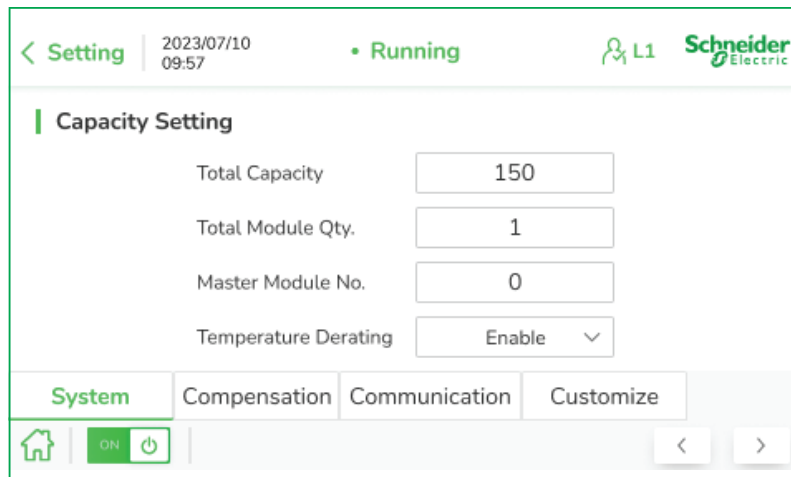 Setting
2023/07/10
09:57
• Running
L1
Schneider
Electric
Capacity Setting
Total Capacity
150
Total Module Qty.
1
Master Module No.
0
Temperature Derating
Enable
System
Compensation
Communication
Customize
ON